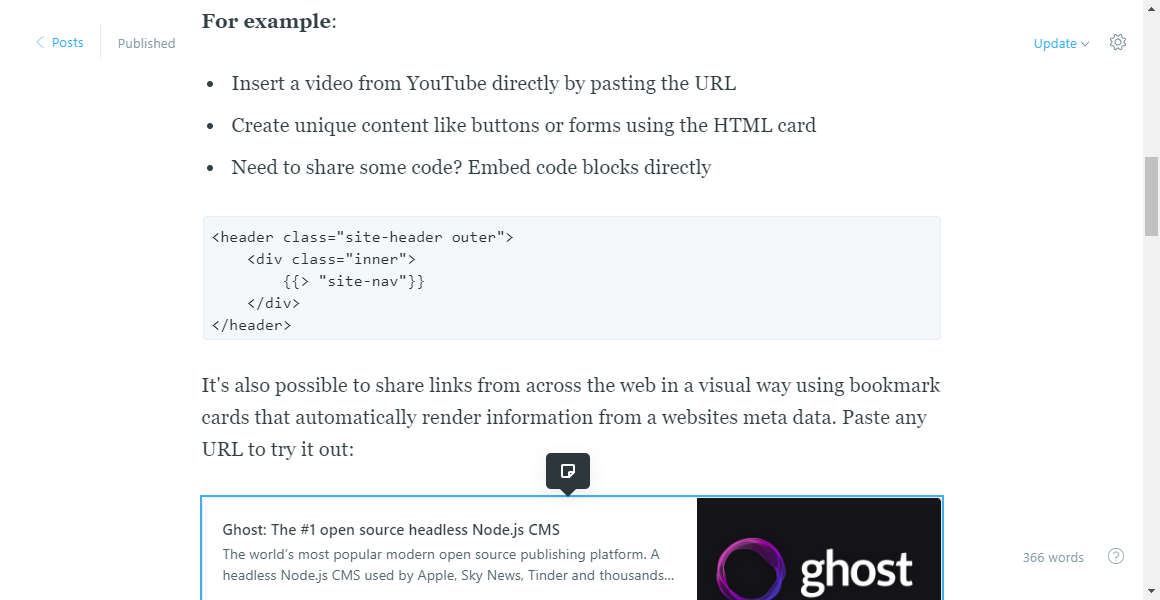 For example:
Posts
Published
Update
Insert a video from YouTube directly by pasting the URL
Create unique content like buttons or forms using the HTML card
Need to share some code? Embed code blocks directly
<header class="site-header outer">
    <div class="inner">
        {{> "site-nav"}}
    </div>
</header>
It's also possible to share links from across the web in a visual way using bookmark
cards that automatically render information from a websites meta data. Paste any
URL to try it out:
Ghost: The #1 open source headless Node.js CMS
The world's most popular modern open source publishing platform. A
headless Node.js CMS used by Apple, Sky News, Tinder and thousands...
ghost
366 words